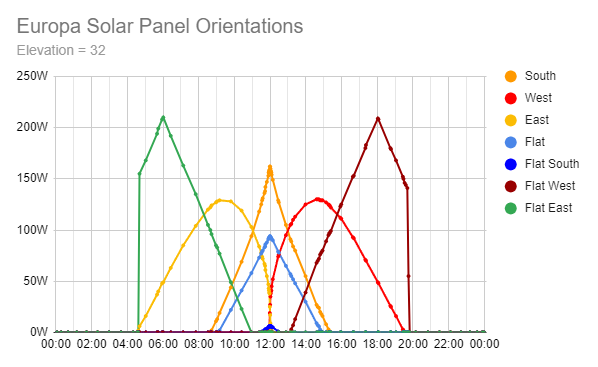 Europa Solar Panel Orientations
Elevation = 32
250W
200W
150W
100W
50W
0W
00:00 02:00 04:00 06:00 08:00 10:00 12:00 14:00 16:00 18:00 20:00 22:00 00:00
South
West
East
Flat
Flat South
Flat West
Flat East